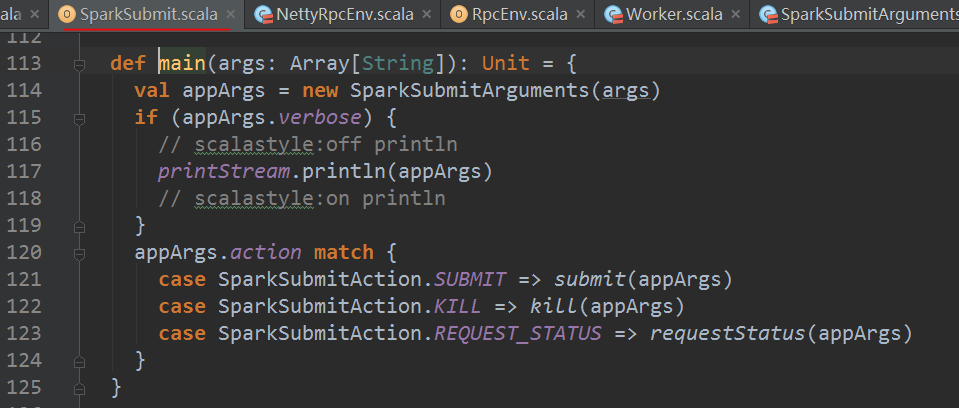 ala × SparkSubmit.scala × NettyRpcEnv.scala × RpcEnv.scala × Worker.scala × SparkSubmitArguments
112
113 def main(args: Array[String]): Unit = {
114 val appArgs = new SparkSubmitArguments(args)
115 if (appArgs.verbose) {
116 // scalastyle:off println
117 printStream.println(appArgs)
118 // scalastyle:on println
119 }
120 appArgs.action match {
121 case SparkSubmitAction.SUBMIT => submit(appArgs)
122 case SparkSubmitAction.KILL => kill(appArgs)
123 case SparkSubmitAction.REQUEST_STATUS => requestStatus(appArgs)
124 }
125 }